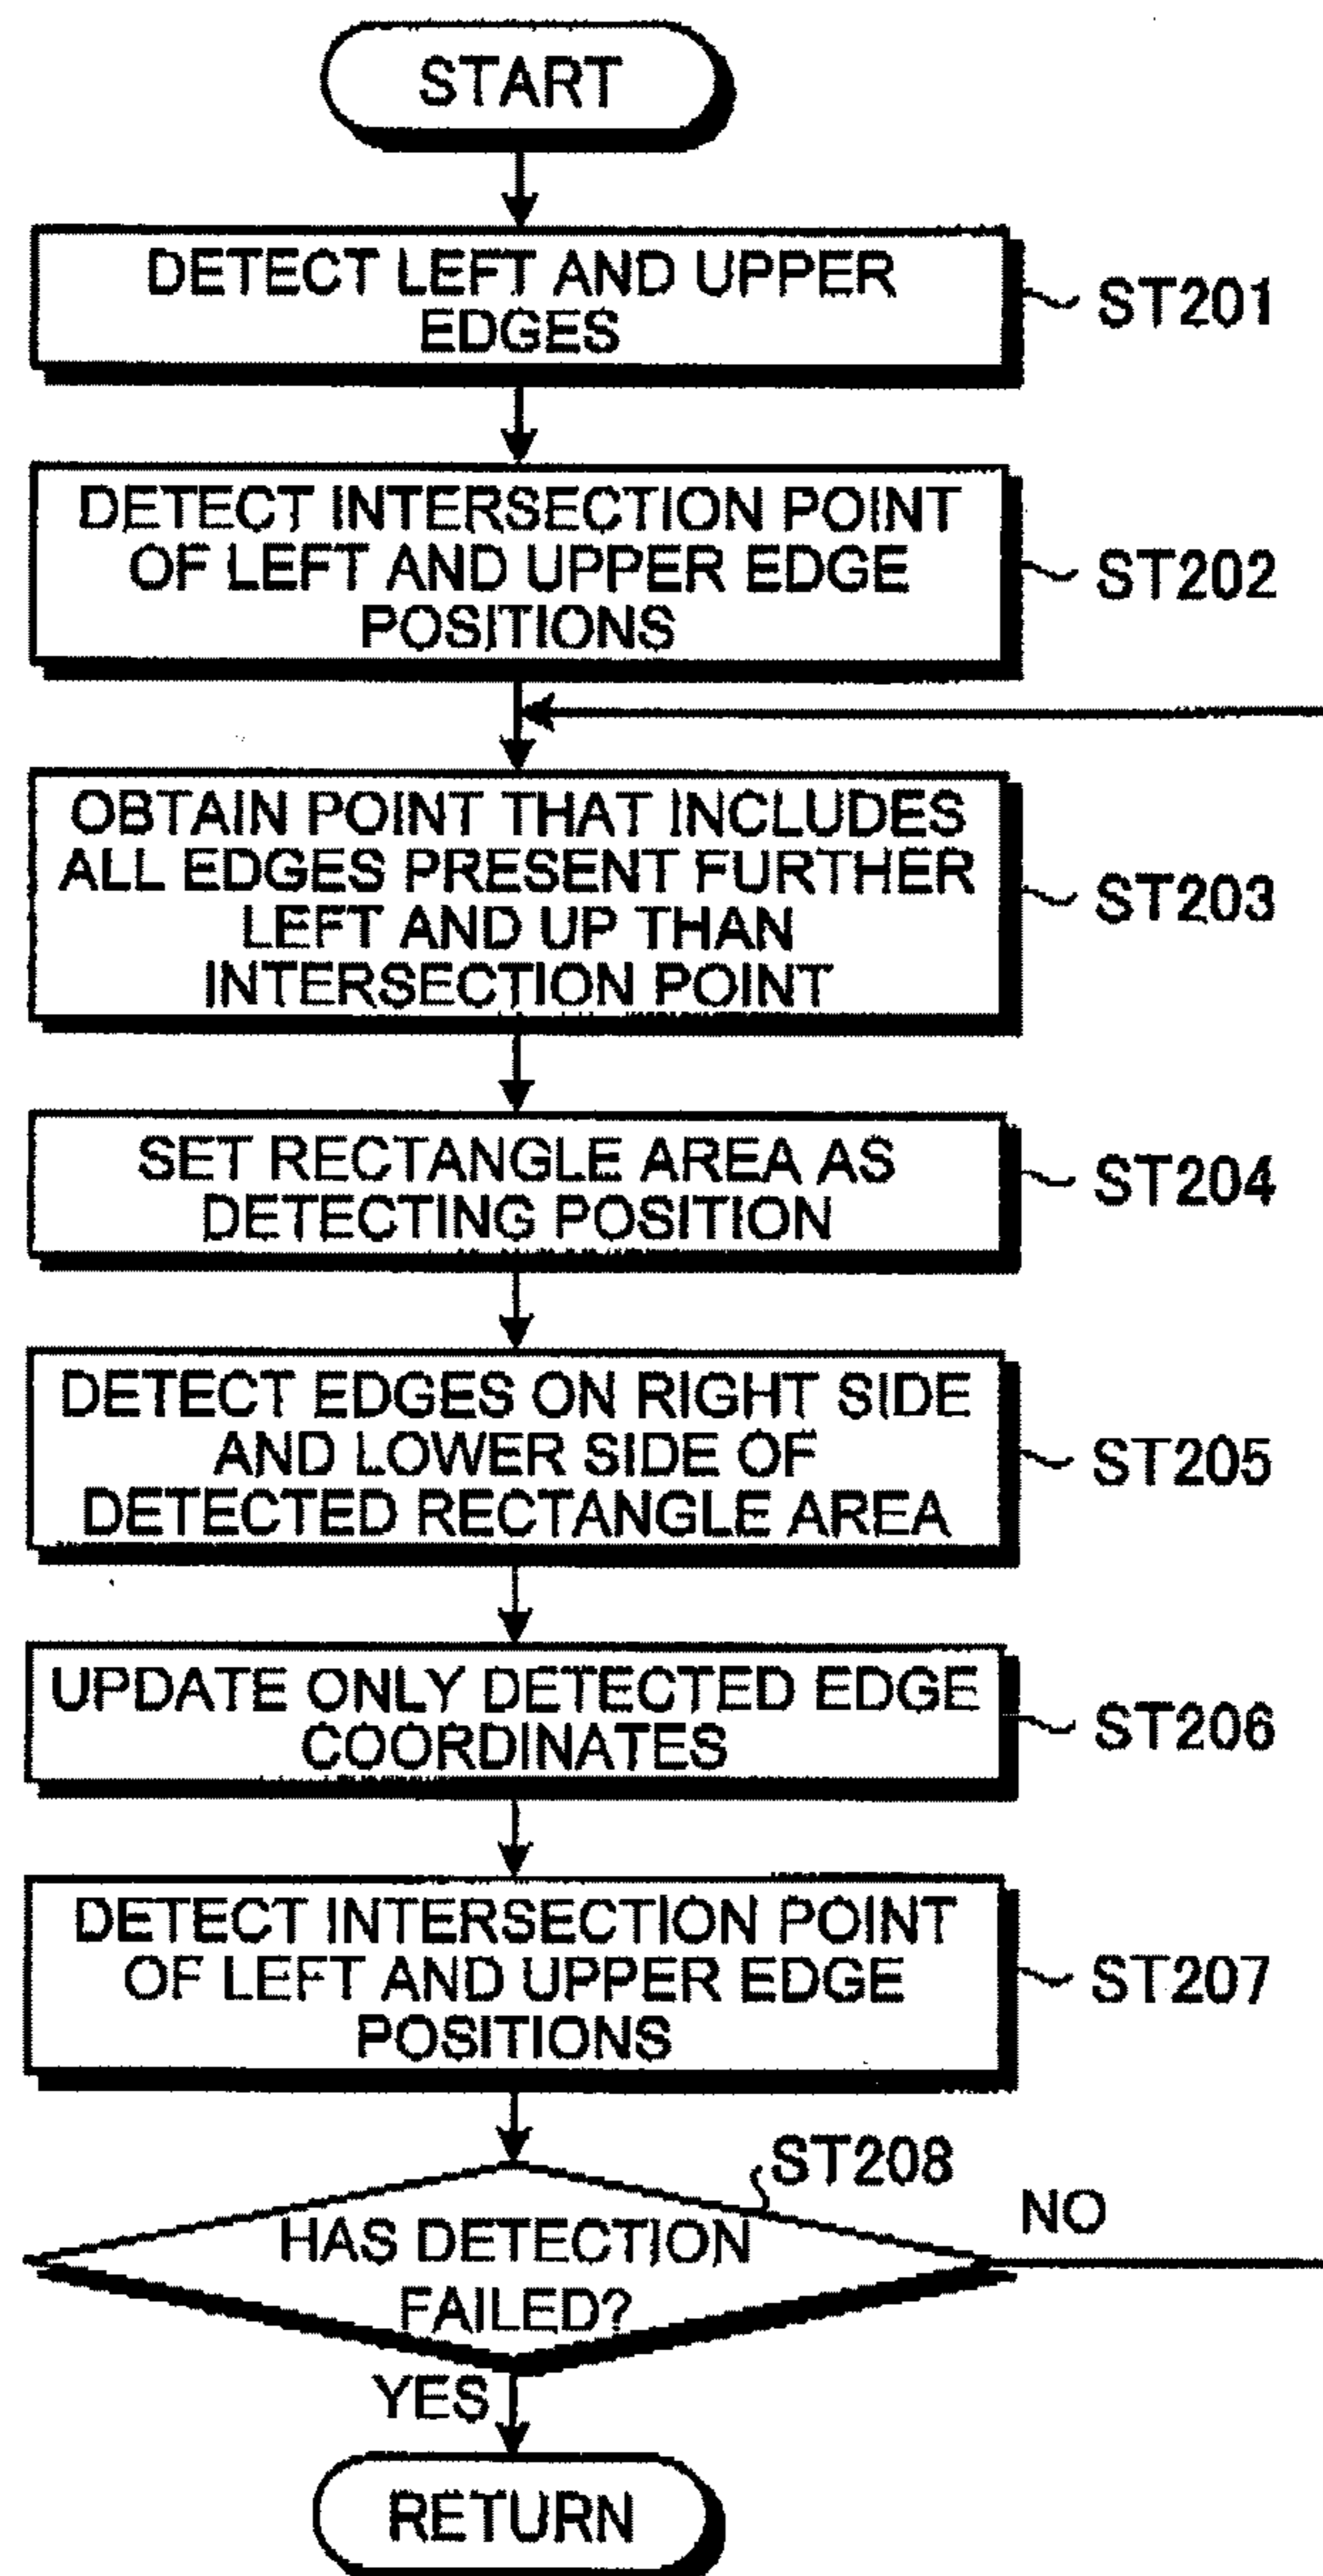 START
DETECT LEFT AND UPPER
EDGES
ST201
DETECT INTERSECTION POINT
OF LEFT AND UPPER EDGE
POSITIONS
ST202
OBTAIN POINT THAT INCLUDES
ALL EDGES PRESENT FURTHER
LEFT AND UP THAN
INTERSECTION POINT
ST203
SET RECTANGLE AREA AS
DETECTING POSITION
ST204
DETECT EDGES ON RIGHT SIDE
AND LOWER SIDE OF
DETECTED RECTANGLE AREA
ST205
UPDATE ONLY DETECTED EDGE
COORDINATES
ST206
DETECT INTERSECTION POINT
OF LEFT AND UPPER EDGE
POSITIONS
ST207
ST208
HAS DETECTION
FAILED?
NO
YES
RETURN